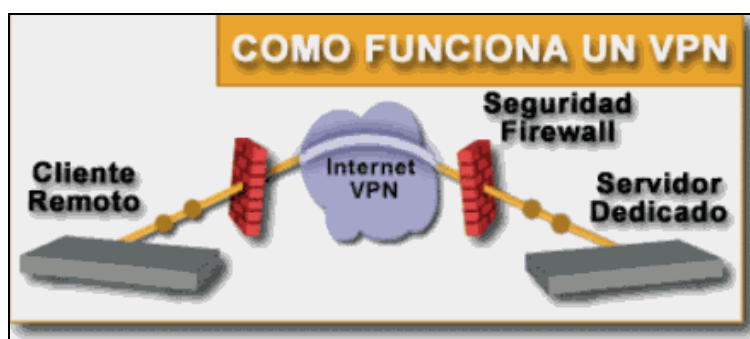 COMO FUNCIONA UN VPN
Seguridad
Firewall
Internet
VPN
Cliente
Remoto
Servidor
Dedicado